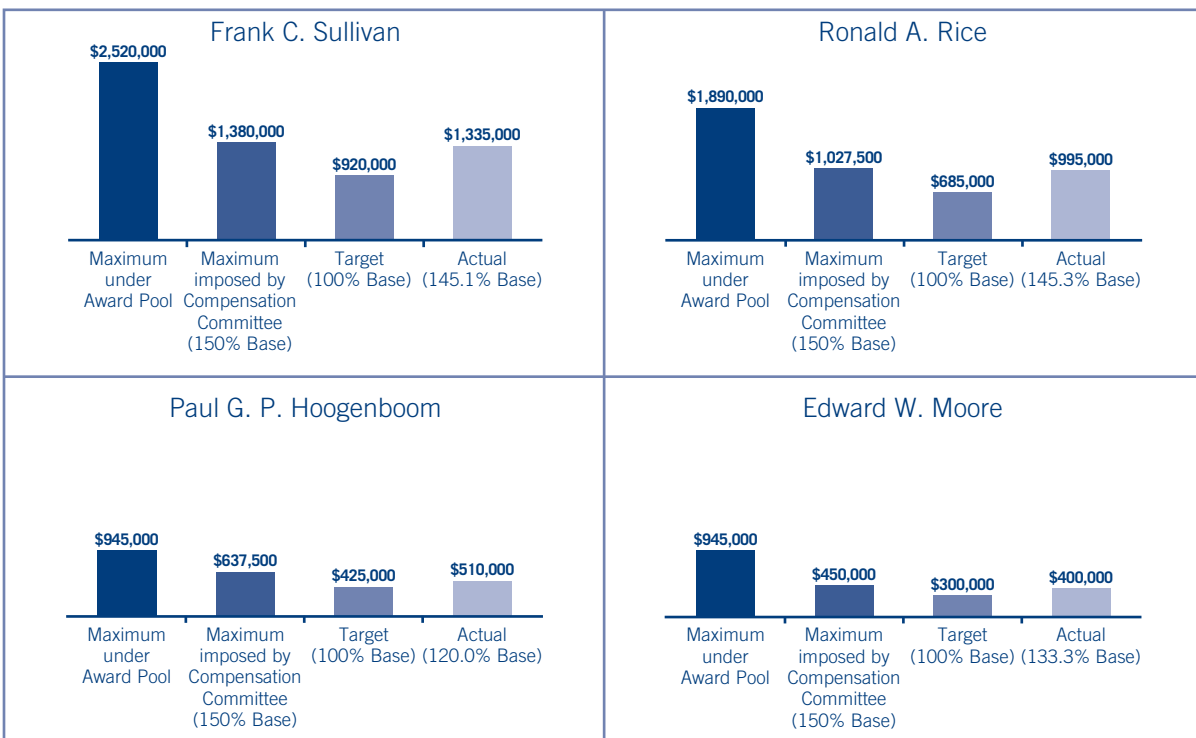 Frank C. Sullivan
$2,520,000
$1,380,000
$920,000
$1,335,000
Maximum
under
Award Pool
Maximum
imposed by
Compensation
Committee
(150% Base)
Target
(100% Base)
Actual
(145.1% Base)
Ronald A. Rice
$1,890,000
$1,027,500
$685,000
$995,000
Maximum
under
Award Pool
Maximum
imposed by
Compensation
Committee
(150% Base)
Target
(100% Base)
Actual
(145.3% Base)
Paul G. P. Hoogenboom
$945,000
$637,500
$425,000
$510,000
Maximum
under
Award Pool
Maximum
imposed by
Compensation
Committee
(150% Base)
Target
(100% Base)
Actual
(120.0% Base)
Edward W. Moore
$945,000
$450,000
$300,000
$400,000
Maximum
under
Award Pool
Maximum
imposed by
Compensation
Committee
(150% Base)
Target
(100% Base)
Actual
(133.3% Base)